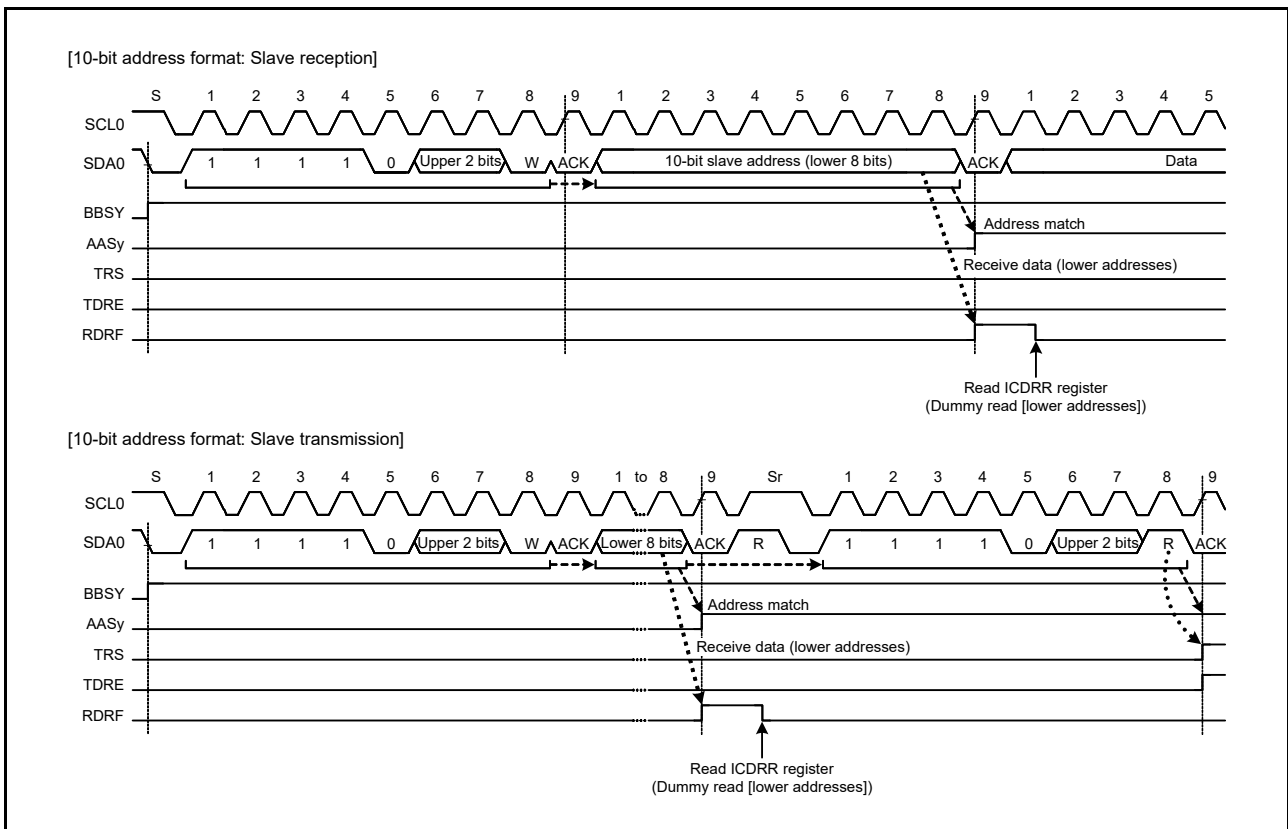 [10-bit address format: Slave reception]
S 1 2 3 4 5 6 7 8 9 1 2 3 4 5 6 7 8 9 1 2 3 4 5
SCL0
SDA0 1 1 1 1 0 Upper 2 bits W ACK 10-bit slave address (lower 8 bits) ACK Data
BBSY
Address match
AASy
Receive data (lower addresses)
TRS
TDRE
RDRF
Read ICDRR register
(Dummy read [lower addresses])
[10-bit address format: Slave transmission]
S 1 2 3 4 5 6 7 8 9 1 to 8 9 Sr 1 2 3 4 5 6 7 8 9
SCL0
SDA0 1 1 1 1 0 Upper 2 bits W ACK Lower 8 bits ACK R 1 1 1 1 0 Upper 2 bits R ACK
BBSY
Address match
AASy
Receive data (lower addresses)
TRS
TDRE
RDRF
Read ICDRR register
(Dummy read [lower addresses])